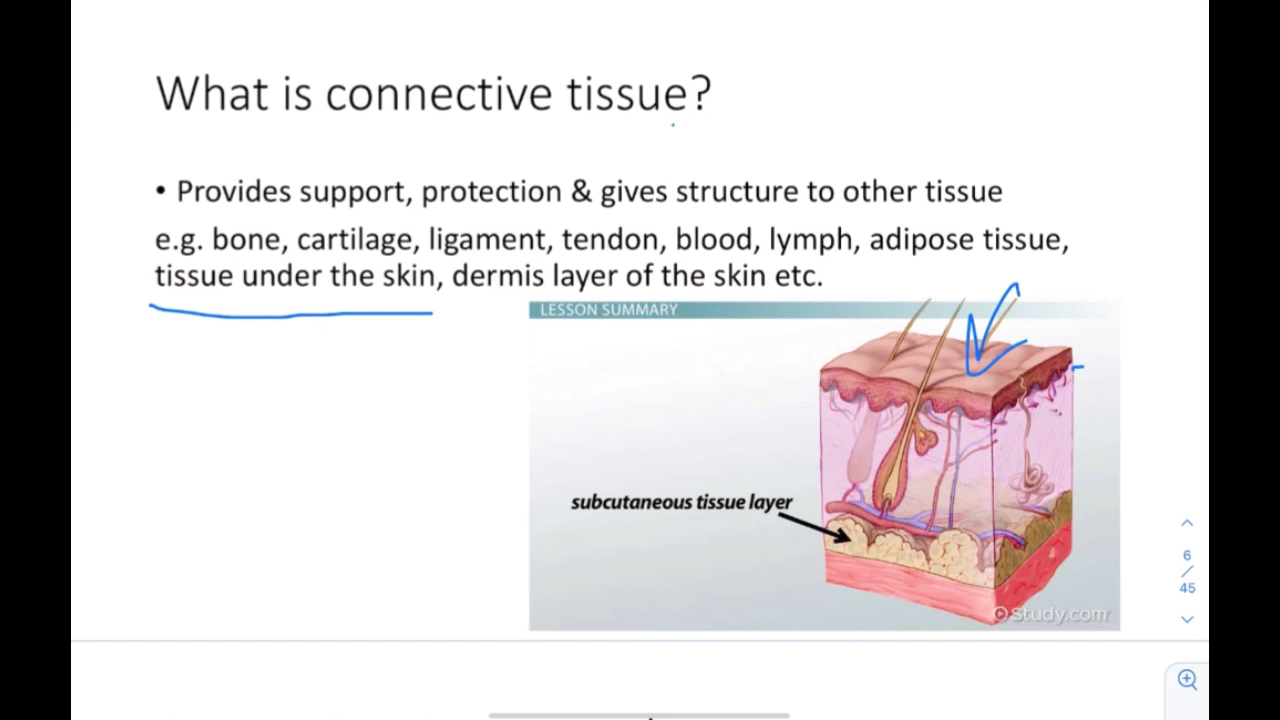 What is connective tissue?
• Provides support, protection & gives structure to other tissue
e.g. bone, cartilage, ligament, tendon, blood, lymph, adipose tissue,
tissue under the skin, dermis layer of the skin etc.
LESSON SUMMARY
subcutaneous tissue layer
Study.com
6
/
45